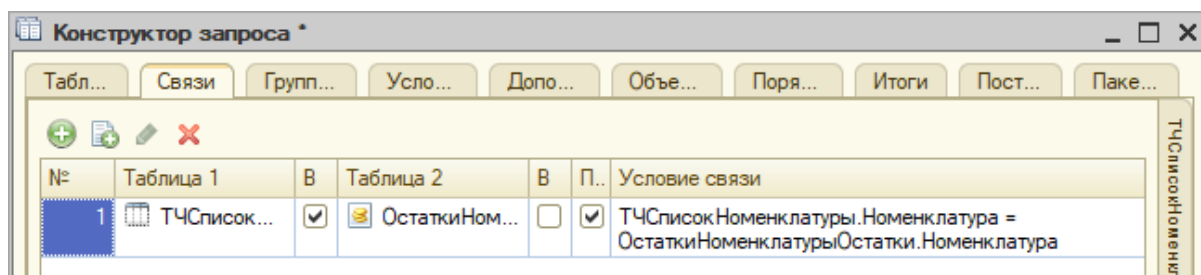 Конструктор запроса *
Табл... Связи Групп... Усло... Допо... Объе... Поря... Итоги Пост... Паке...
№ Таблица 1 В Таблица 2 В П.. Условие связи
1 ТЧСписок... ОстаткиНом... ТЧСписокНоменклатуры.Номенклатура =
ОстаткиНоменклатурыОстатки.Номенклатура
ТЧСписокНоменкл